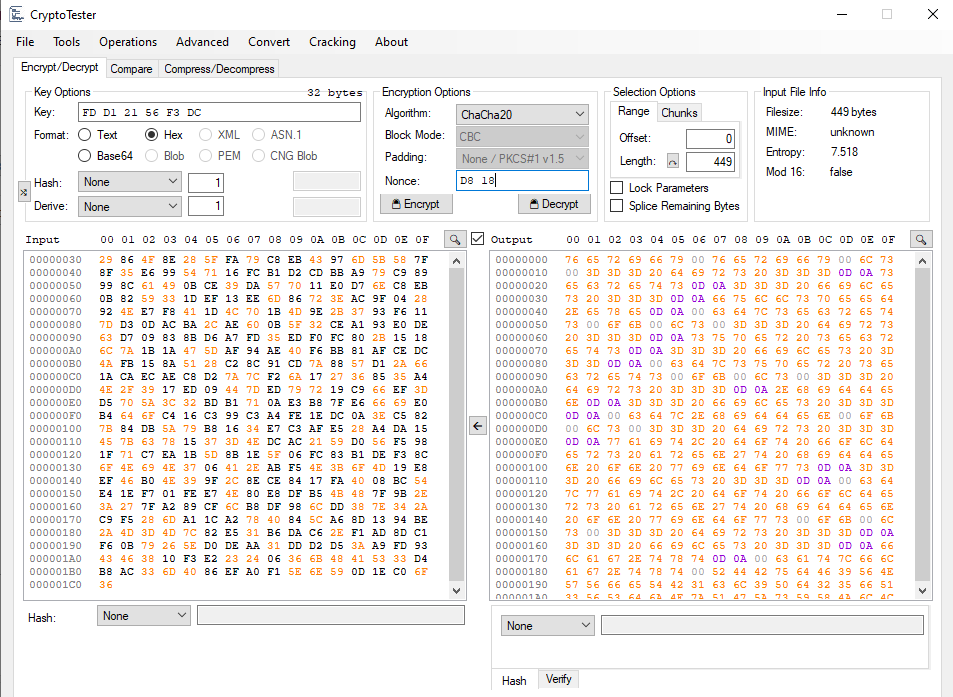 CryptoTester
File Tools Operations Advanced Convert Cracking About
Encrypt/Decrypt Compare Compress/Decompress
Key Options 32 bytes
Key: FD D1 21 56 F3 DC
Format: Text Hex XML ASN.1
Base64 Blob PEM CNG Blob
Hash: None 1
Derive: None 1
Encryption Options
Algorithm: ChaCha20
Block Mode: CBC
Padding: None / PKCS#1 v1.5
Nonce: D8 18
Encrypt Decrypt
Selection Options
Range Chunks
Offset: 0
Length: 449
Lock Parameters
Splice Remaining Bytes
Input File Info
Filesize: 449 bytes
MIME: unknown
Entropy: 7.518
Mod 16: false
Input 00 01 02 03 04 05 06 07 08 09 0A 0B 0C 0D 0E 0F
00000030 29 86 4F 8E 28 5F FA 79 C8 EB 43 97 6D 5B 58 7F
00000040 8F 35 E6 99 54 71 16 FC B1 D2 CD BB A9 79 C9 89
00000050 99 8C 61 49 0B CE 39 DA 57 70 11 E0 D7 6E C8 EB
00000060 0B 82 59 33 1D EF 13 EE 6D 86 72 3E AC 9F 04 28
00000070 92 4E E7 F8 41 1D 4C 70 1B 4D 9E 2B 37 93 F6 11
00000080 7D D3 0D AC BA 2C AE 60 0B 5F 32 CE A1 93 E0 DE
00000090 63 D7 09 83 8B D6 A7 FD 35 ED F0 FC 80 2B 15 18
000000A0 6C 7A 1B 1A 47 5D AF 94 AE 40 F6 BB 81 AF CE DC
000000B0 4A FB 15 8A 51 28 C2 8C 91 CD 7A 88 57 D1 2A 66
000000C0 1A CA EC AE C8 D2 7A 7C F2 6A 17 27 36 85 35 A4
000000D0 4E 2F 39 17 ED 09 44 7D ED 79 72 19 C9 66 EF 3D
000000E0 D5 70 5A 3C 32 BD B1 71 0A E3 B8 7F E6 66 69 E0
000000F0 B4 64 6F C4 16 C3 99 C3 A4 FE 1E DC 0A 3E C5 82
00000100 7B 84 DB 5A 79 B8 16 34 E7 C3 AF E5 28 A4 DA 15
00000110 45 7B 63 78 15 37 3D 4E DC AC 21 59 D0 56 F5 98
00000120 1F 71 C7 EA 1B 5D 8B 1E 5F 06 FC 83 B1 DE F3 8C
00000130 6F 4E 69 4E 37 06 41 2E AB F5 4E 3B 6F 4D 19 E8
00000140 EF 46 B0 4E 39 9F 2C 8E CE 84 17 FA 40 08 BC 54
00000150 E4 1E F7 01 FE E7 4E 80 E8 DF B5 4B 48 7F 9B 2E
00000160 3A 27 7F A2 89 CF 6C B8 DF 98 6C DD 38 7E 34 2A
00000170 C9 F5 28 6D A1 1C A2 78 40 84 5C A6 8D 13 94 BE
00000180 2A 4D 3D 4D 7C 82 E5 31 B6 DA C6 2E F1 AD 8D C1
00000190 F6 0B 79 26 5E D0 DE AA 31 DD D2 D5 3A A9 FD 93
000001A0 43 46 38 10 F3 E2 23 24 06 36 6B 48 41 53 33 D4
000001B0 B8 AC 33 6D 40 86 EF A0 F1 5E 6E 59 0D 1E C0 6F
000001C0 36
Output 00 01 02 03 04 05 06 07 08 09 0A 0B 0C 0D 0E 0F
00000000 76 65 72 69 66 79 00 76 65 72 69 66 79 00 6C 73
00000010 00 3D 3D 3D 20 64 69 72 73 20 3D 3D 3D 0D 0A 73
00000020 65 63 72 65 74 73 0D 0A 3D 3D 3D 20 66 69 6C 65
00000030 73 20 3D 3D 3D 0D 0A 66 75 6C 6C 73 70 65 65 64
00000040 2E 65 78 65 0D 0A 00 63 64 7C 73 65 63 72 65 74
00000050 73 00 6F 6B 00 6C 73 00 3D 3D 3D 20 64 69 72 73
00000060 20 3D 3D 3D 0D 0A 73 75 70 65 72 20 73 65 63 72
00000070 65 74 73 0D 0A 3D 3D 3D 20 66 69 6C 65 73 20 3D
00000080 3D 3D 0D 0A 00 63 64 7C 73 75 70 65 72 20 73 65
00000090 63 72 65 74 73 00 6F 6B 00 6C 73 00 3D 3D 3D 20
000000A0 64 69 72 73 20 3D 3D 3D 0D 0A 2E 68 69 64 64 65
000000B0 6E 0D 0A 3D 3D 3D 20 66 69 6C 65 73 20 3D 3D 3D
000000C0 0D 0A 00 63 64 7C 2E 68 69 64 64 65 6E 00 6F 6B
000000D0 00 6C 73 00 3D 3D 3D 20 64 69 72 73 20 3D 3D 3D
000000E0 0D 0A 77 61 69 74 2C 20 64 6F 74 20 66 6F 6C 64
000000F0 65 72 73 20 61 72 65 6E 27 74 20 68 69 64 64 65
00000100 6E 20 6F 6E 20 77 69 6E 64 6F 77 73 0D 0A 3D 3D
00000110 3D 20 66 69 6C 65 73 20 3D 3D 3D 0D 0A 00 63 64
00000120 7C 77 61 69 74 2C 20 64 6F 74 20 66 6F 6C 64 65
00000130 72 73 20 61 72 65 6E 27 74 20 68 69 64 64 65 6E
00000140 20 6F 6E 20 77 69 6E 64 6F 77 73 00 6F 6B 00 6C
00000150 73 00 3D 3D 3D 20 64 69 72 73 20 3D 3D 3D 0D 0A
00000160 3D 3D 3D 20 66 69 6C 65 73 20 3D 3D 3D 0D 0A 66
00000170 6C 61 67 2E 74 78 74 0D 0A 00 63 61 74 7C 66 6C
00000180 61 67 2E 74 78 74 00 52 44 42 75 64 46 39 56 4E
00000190 57 56 66 65 54 42 31 63 6C 39 50 64 32 35 66 51
000001A0 33 56 53 64 6A 4E 7A 51 47 5A 73 59 58 4A 6C 4C
Hash: None
None
Hash Verify